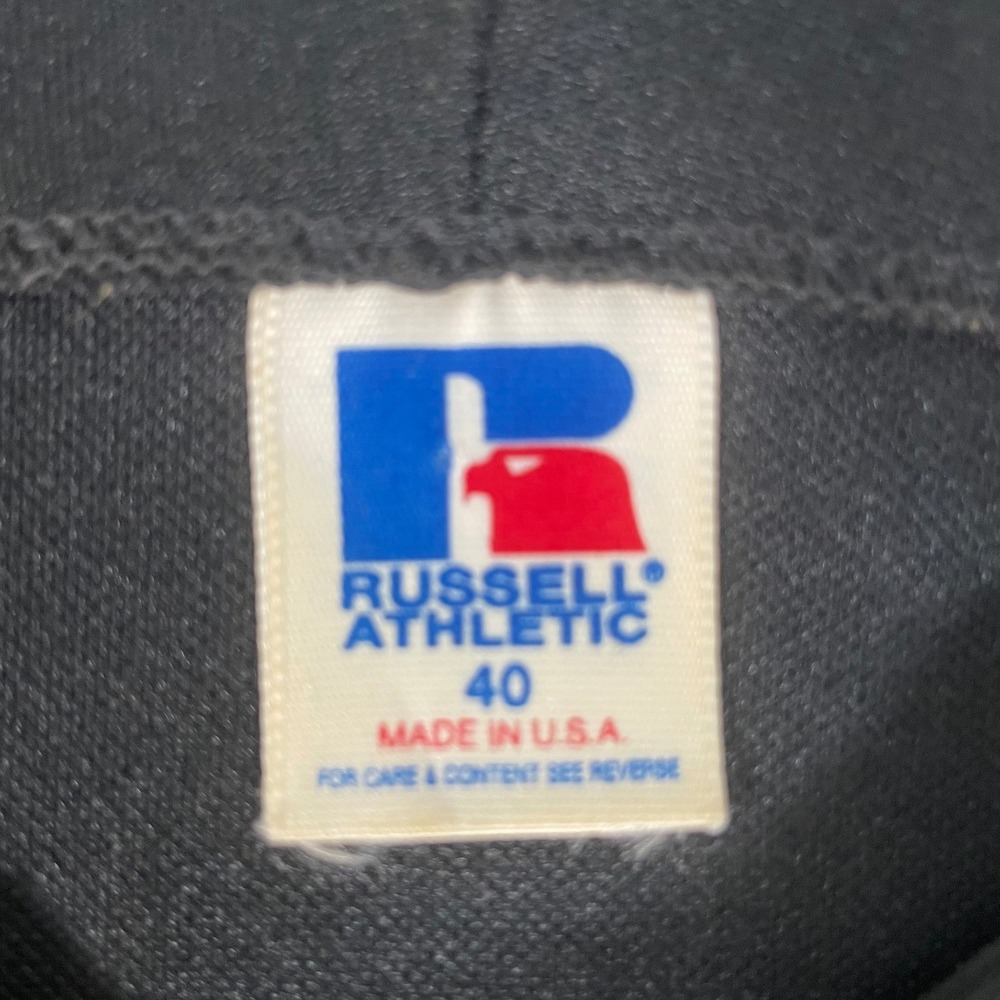 RUSSELL®
ATHLETIC
40
MADE IN U.S.A.
FOR CARE & CONTENT SEE REVERSE